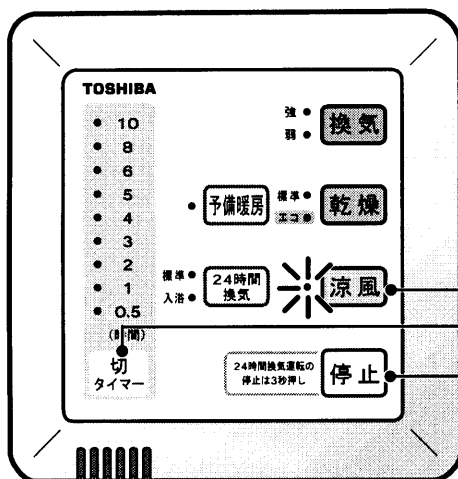 TOSHIBA
10
8
6
5
4
3
2
1
0.5
(時間)
切
タイマー
強
弱
換気
予備暖房
標準
エコ
乾燥
標準
入浴
24時間
換気
涼風
24時間換気運転の
停止は3秒押し
停止